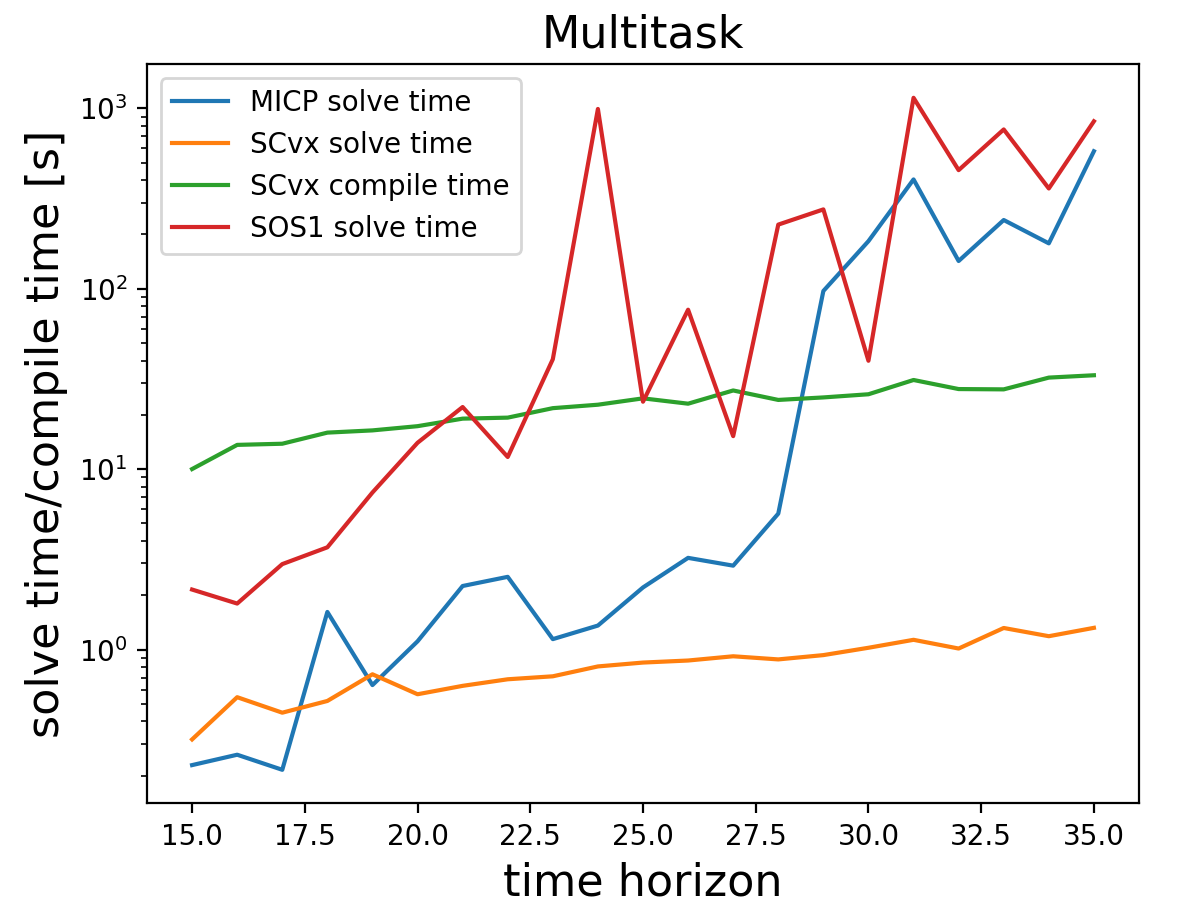 Multitask
solve time/compile time [s]
10³
10²
10¹
10⁰
MICP solve time
SCvx solve time
SCvx compile time
SOS1 solve time
15.0 17.5 20.0 22.5 25.0 27.5 30.0 32.5 35.0
time horizon